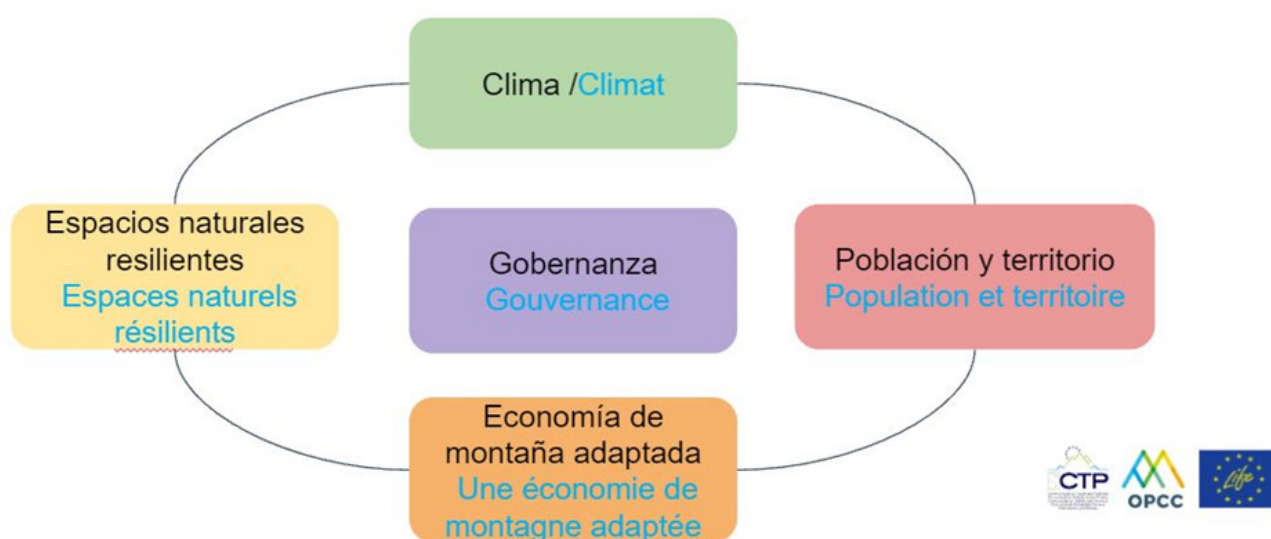 Clima /Climat
Espacios naturales
resilientes
Espaces naturels
résilients
Gobernanza
Gouvernance
Población y territorio
Population et territoire
Economía de
montaña adaptada
Une économie de
montagne adaptée
CTP
OPCC
Life